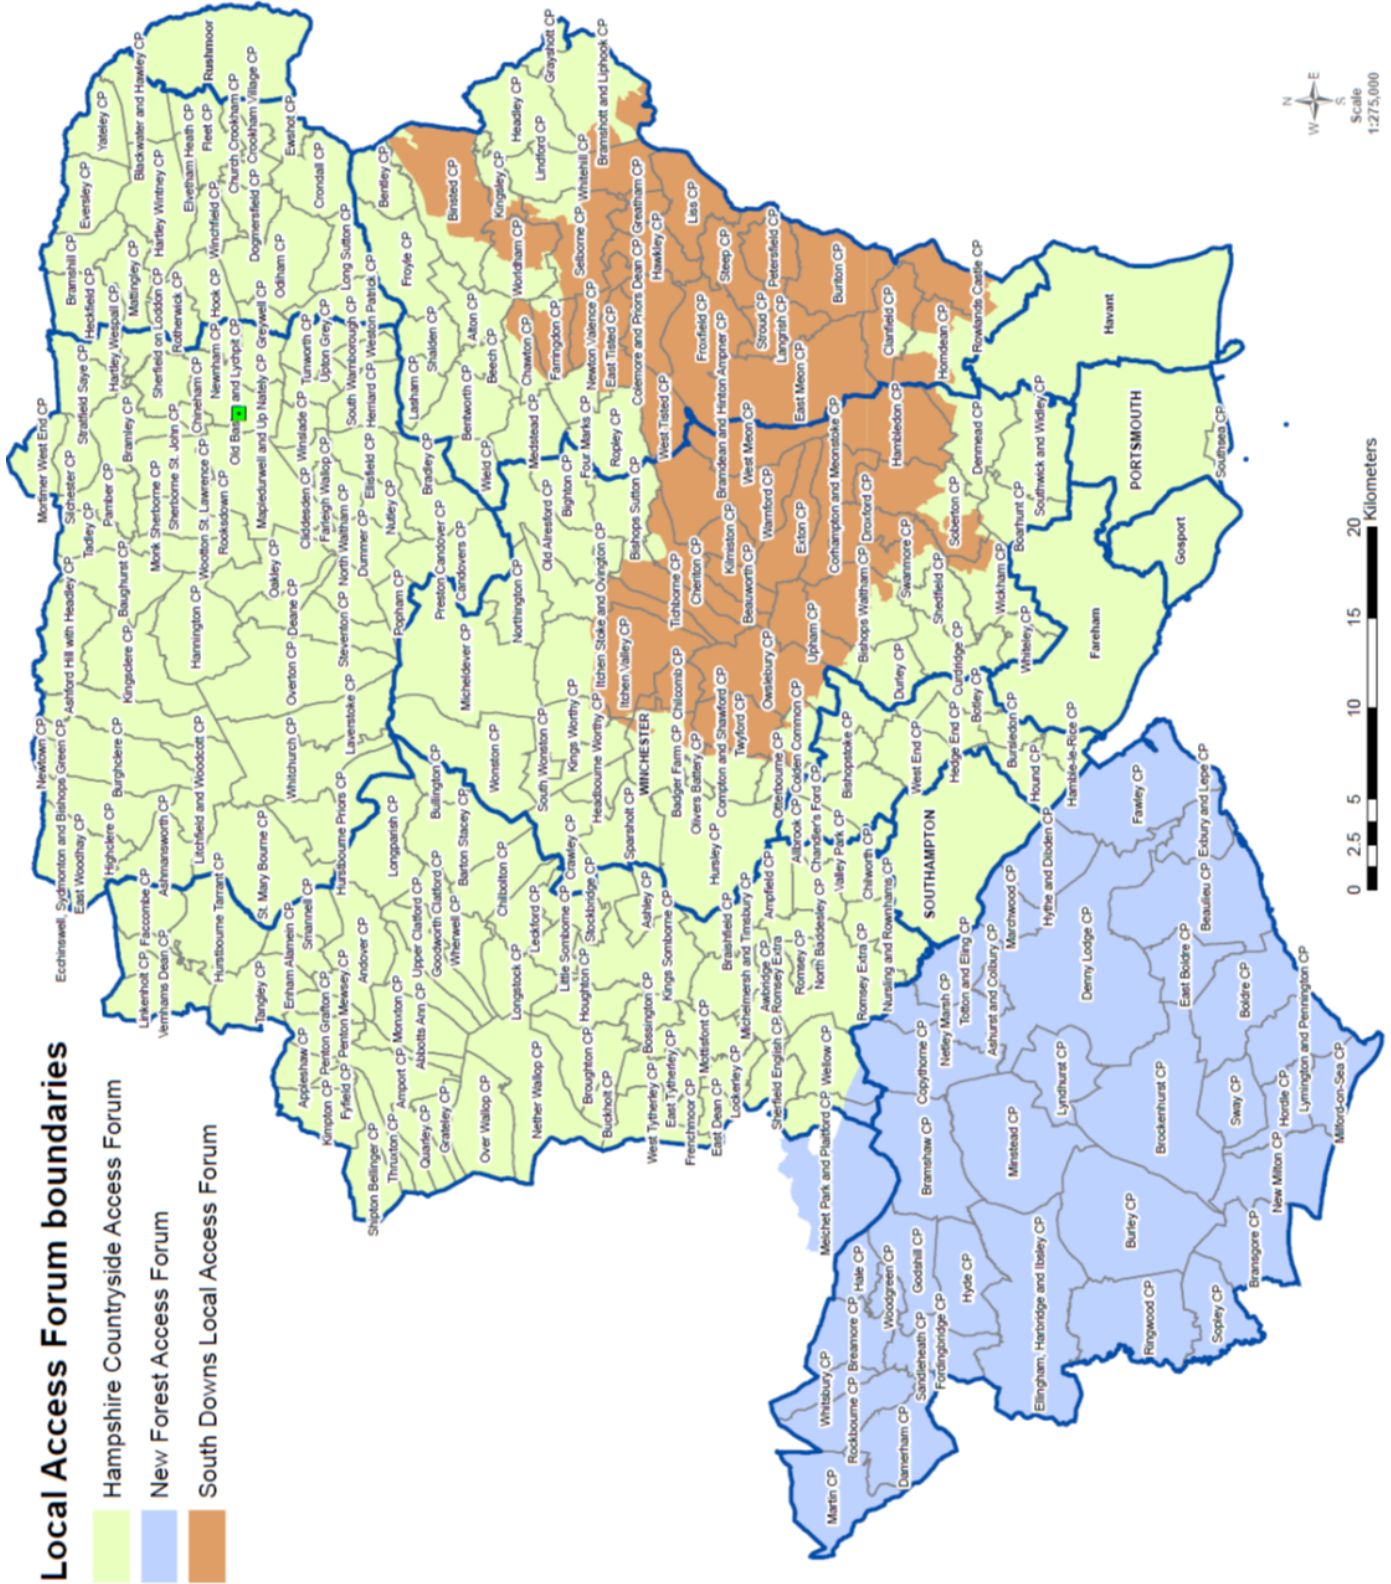 Local Access Forum boundaries
Hampshire Countryside Access Forum
New Forest Access Forum
South Downs Local Access Forum
Mortimer West End CP
Newtown CP
Ecchinswell, Sydmonton and Bishops Green CP
East Woodhay CP
Ashford Hill with Headley CP
Silchester CP
Stratfield Saye CP
Heckfield CP
Bramshill CP
Eversley CP
Yateley CP
Highclere CP
Burghclere CP
Kingsclere CP
Baughurst CP
Tadley CP
Pamber CP
Hartley Wespall CP
Mattingley CP
Blackwater and Hawley CP
Linkenholt CP
Faccombe CP
Vernhams Dean CP
Ashmansworth CP
Bramley CP
Monk Sherborne CP
Sherfield on Loddon CP
Hartley Wintney CP
Sherborne St. John CP
Rotherwick CP
Elvetham Heath CP
Rushmoor
Litchfield and Woodcott CP
Hannington CP
Wootton St. Lawrence CP
Chineham CP
Newnham CP
Hook CP
Winchfield CP
Fleet CP
Hurstbourne Tarrant CP
Rooksdown CP
Old Bas
and Lychpit CP
Church Crookham CP
Dogmersfield CP
Crookham Village CP
Tangley CP
St. Mary Bourne CP
Oakley CP
Mapledurwell and Up Nately CP
Greywell CP
Odiham CP
Ewshot CP
Enham Alamein CP
Smannell CP
Whitchurch CP
Overton CP
Deane CP
Cliddesden CP
Winslade CP
Tunworth CP
Crondall CP
Appleshaw CP
Kimpton CP
Penton Grafton CP
Farleigh Wallop CP
Upton Grey CP
Fyfield CP
Penton Mewsey CP
Hurstbourne Priors CP
Laverstoke CP
Steventon CP
North Waltham CP
Dummer CP
South Warnborough CP
Long Sutton CP
Shipton Bellinger CP
Andover CP
Ellisfield CP
Herriard CP
Weston Patrick CP
Bentley CP
Thruxton CP
Amport CP
Monxton CP
Longparish CP
Popham CP
Nutley CP
Lasham CP
Froyle CP
Quarley CP
Abbotts Ann CP
Upper Clatford CP
Goodworth Clatford CP
Bullington CP
Preston Candover CP
Bradley CP
Shalden CP
Grateley CP
Wherwell CP
Barton Stacey CP
Micheldever CP
Candovers CP
Bentworth CP
Alton CP
Binsted CP
Over Wallop CP
Chilbolton CP
Wonston CP
Wield CP
Beech CP
Kingsley CP
Headley CP
Longstock CP
Northington CP
Chawton CP
Worldham CP
Lindford CP
Grayshott CP
Nether Wallop CP
Leckford CP
South Wonston CP
Old Alresford CP
Medstead CP
Farringdon CP
Little Somborne CP
Crawley CP
Kings Worthy CP
Bighton CP
Four Marks CP
Newton Valence CP
Selborne CP
Whitehill CP
Bramshott and Liphook CP
Broughton CP
Houghton CP
Stockbridge CP
Headbourne Worthy CP
Itchen Stoke and Ovington CP
Buckholt CP
Itchen Valley CP
Ropley CP
East Tisted CP
Sparsholt CP
Bishops Sutton CP
Colemore and Priors Dean CP
Greatham CP
West Tytherley CP
Bossington CP
Ashley CP
WINCHESTER
West Tisted CP
Hawkley CP
East Tytherley CP
Kings Somborne CP
Badger Farm CP
Chilcomb CP
Tichborne CP
Frenchmoor CP
Mottisfont CP
Olivers Battery CP
Cheriton CP
Froxfield CP
Liss CP
East Dean CP
Lockerley CP
Braishfield CP
Hursley CP
Compton and Shawford CP
Kilmiston CP
Bramdean and Hinton Ampner CP
Steep CP
Michelmersh and Timsbury CP
Twyford CP
Beauworth CP
West Meon CP
Stroud CP
Sherfield English CP
Romsey Extra
Awbridge CP
Ampfield CP
Otterbourne CP
Owslebury CP
Warnford CP
Langrish CP
Petersfield CP
Melchet Park and Plaitford CP
Wellow CP
Romsey CP
North Baddesley CP
Allbrook CP
Chandler's Ford CP
Colden Common CP
Upham CP
Exton CP
East Meon CP
Buriton CP
Valley Park CP
Bishopstoke CP
Corhampton and Meonstoke CP
Romsey Extra CP
Chilworth CP
Bishops Waltham CP
Droxford CP
Nursling and Rownhams CP
Durley CP
Swanmore CP
Hambledon CP
Clanfield CP
Martin CP
Whitsbury CP
Rockbourne CP
Breamore CP
Hale CP
Damerham CP
Woodgreen CP
Sandleheath CP
Godshill CP
Fordingbridge CP
Bramshaw CP
Copythorne CP
Netley Marsh CP
SOUTHAMPTON
West End CP
Hedge End CP
Curdridge CP
Shedfield CP
Soberton CP
Horndean CP
Hyde CP
Totton and Eling CP
Botley CP
Denmead CP
Rowlands Castle CP
Ashurst and Colbury CP
Wickham CP
Minstead CP
Marchwood CP
Bursledon CP
Whiteley CP
Boarhunt CP
Ellingham, Harbridge and Ibsley CP
Hythe and Dibden CP
Hound CP
Southwick and Widley CP
Lyndhurst CP
Denny Lodge CP
Hamble-le-Rice CP
Fareham
Havant
Burley CP
Fawley CP
PORTSMOUTH
Ringwood CP
Brockenhurst CP
East Boldre CP
Beaulieu CP
Exbury and Lepe CP
Gosport
Southsea CP
Sopley CP
Sway CP
Boldre CP
Bransgore CP
New Milton CP
Hordle CP
Lymington and Pennington CP
Milford-on-Sea CP
N
W
E
S
Scale
1:275,000
0 2.5 5 10 15 20
Kilometers